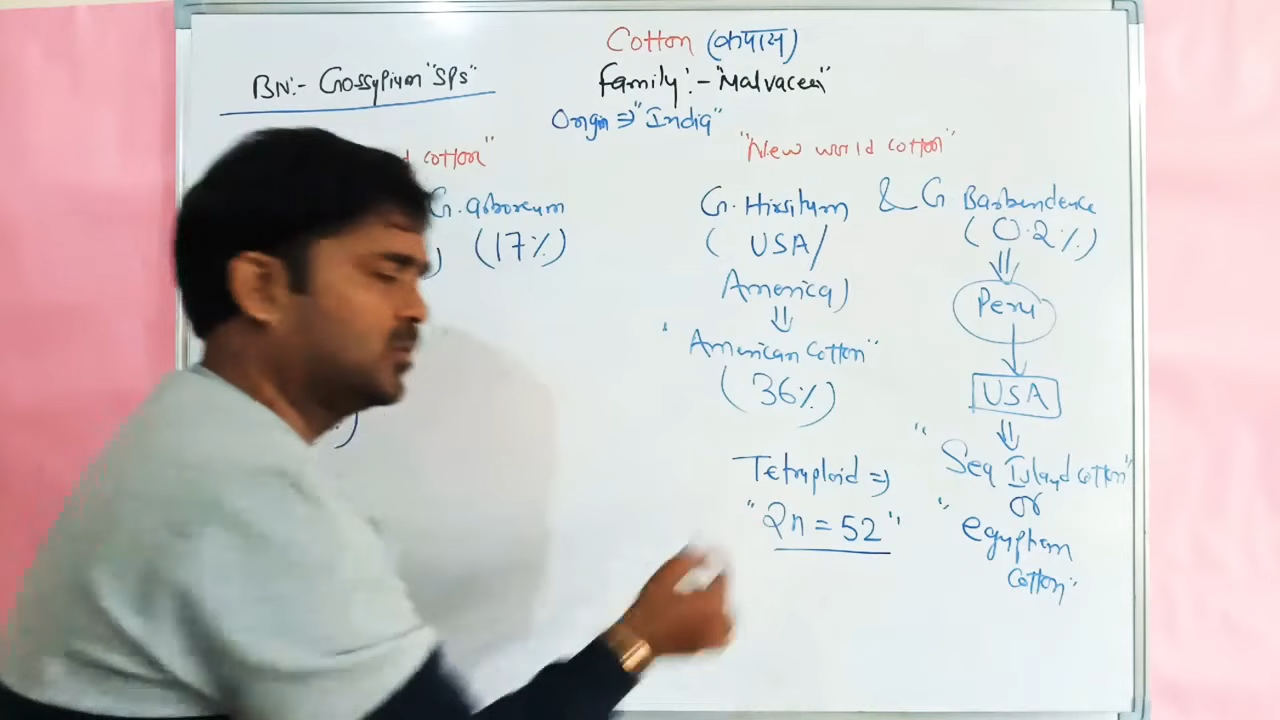 Cotton (कपास)
BN:- Gossypium "SPs"
family:- "Malvacea"
Origin ⇒ "India"
cotton"
"New world cotton"
G. arboreum
(17%)
G. Hirsitum & G Barbendence
( USA/
America)
⇓
"American Cotton"
(36%)
Tetraploid ⇒
"2n = 52"
(0.2%)
⇓
Peru
USA
⇓
"Sea Island cotton"
or
"egyptian
cotton"